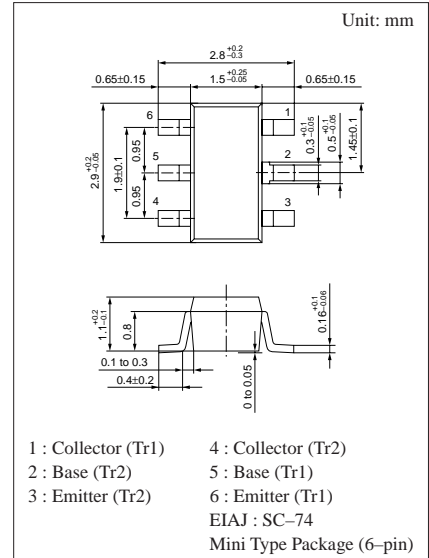 Unit: mm
2.8 +0.2 −0.3
0.65±0.15 1.5 +0.25 −0.05 0.65±0.15
6 1
5 2
4 3
2.9 +0.2 −0.05
1.9±0.1
0.95
0.95
0.3 +0.1 −0.05
0.5 +0.1 −0.05
1.45±0.1
1.1 +0.2 −0.1
0.8
0.16 +0.1 −0.06
0.1 to 0.3
0.4±0.2
0 to 0.05
1 : Collector (Tr1) 4 : Collector (Tr2)
2 : Base (Tr2) 5 : Base (Tr1)
3 : Emitter (Tr2) 6 : Emitter (Tr1)
EIAJ : SC–74
Mini Type Package (6–pin)